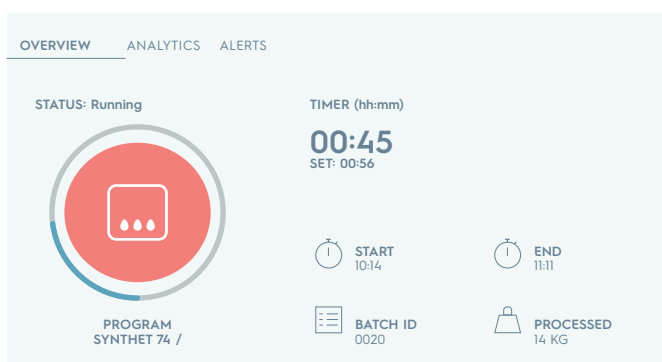 OVERVIEW ANALYTICS ALERTS
STATUS: Running
TIMER (hh:mm)
00:45
SET: 00:56
START
10:14
END
11:11
BATCH ID
0020
PROCESSED
14 KG
PROGRAM
SYNTHET 74 /